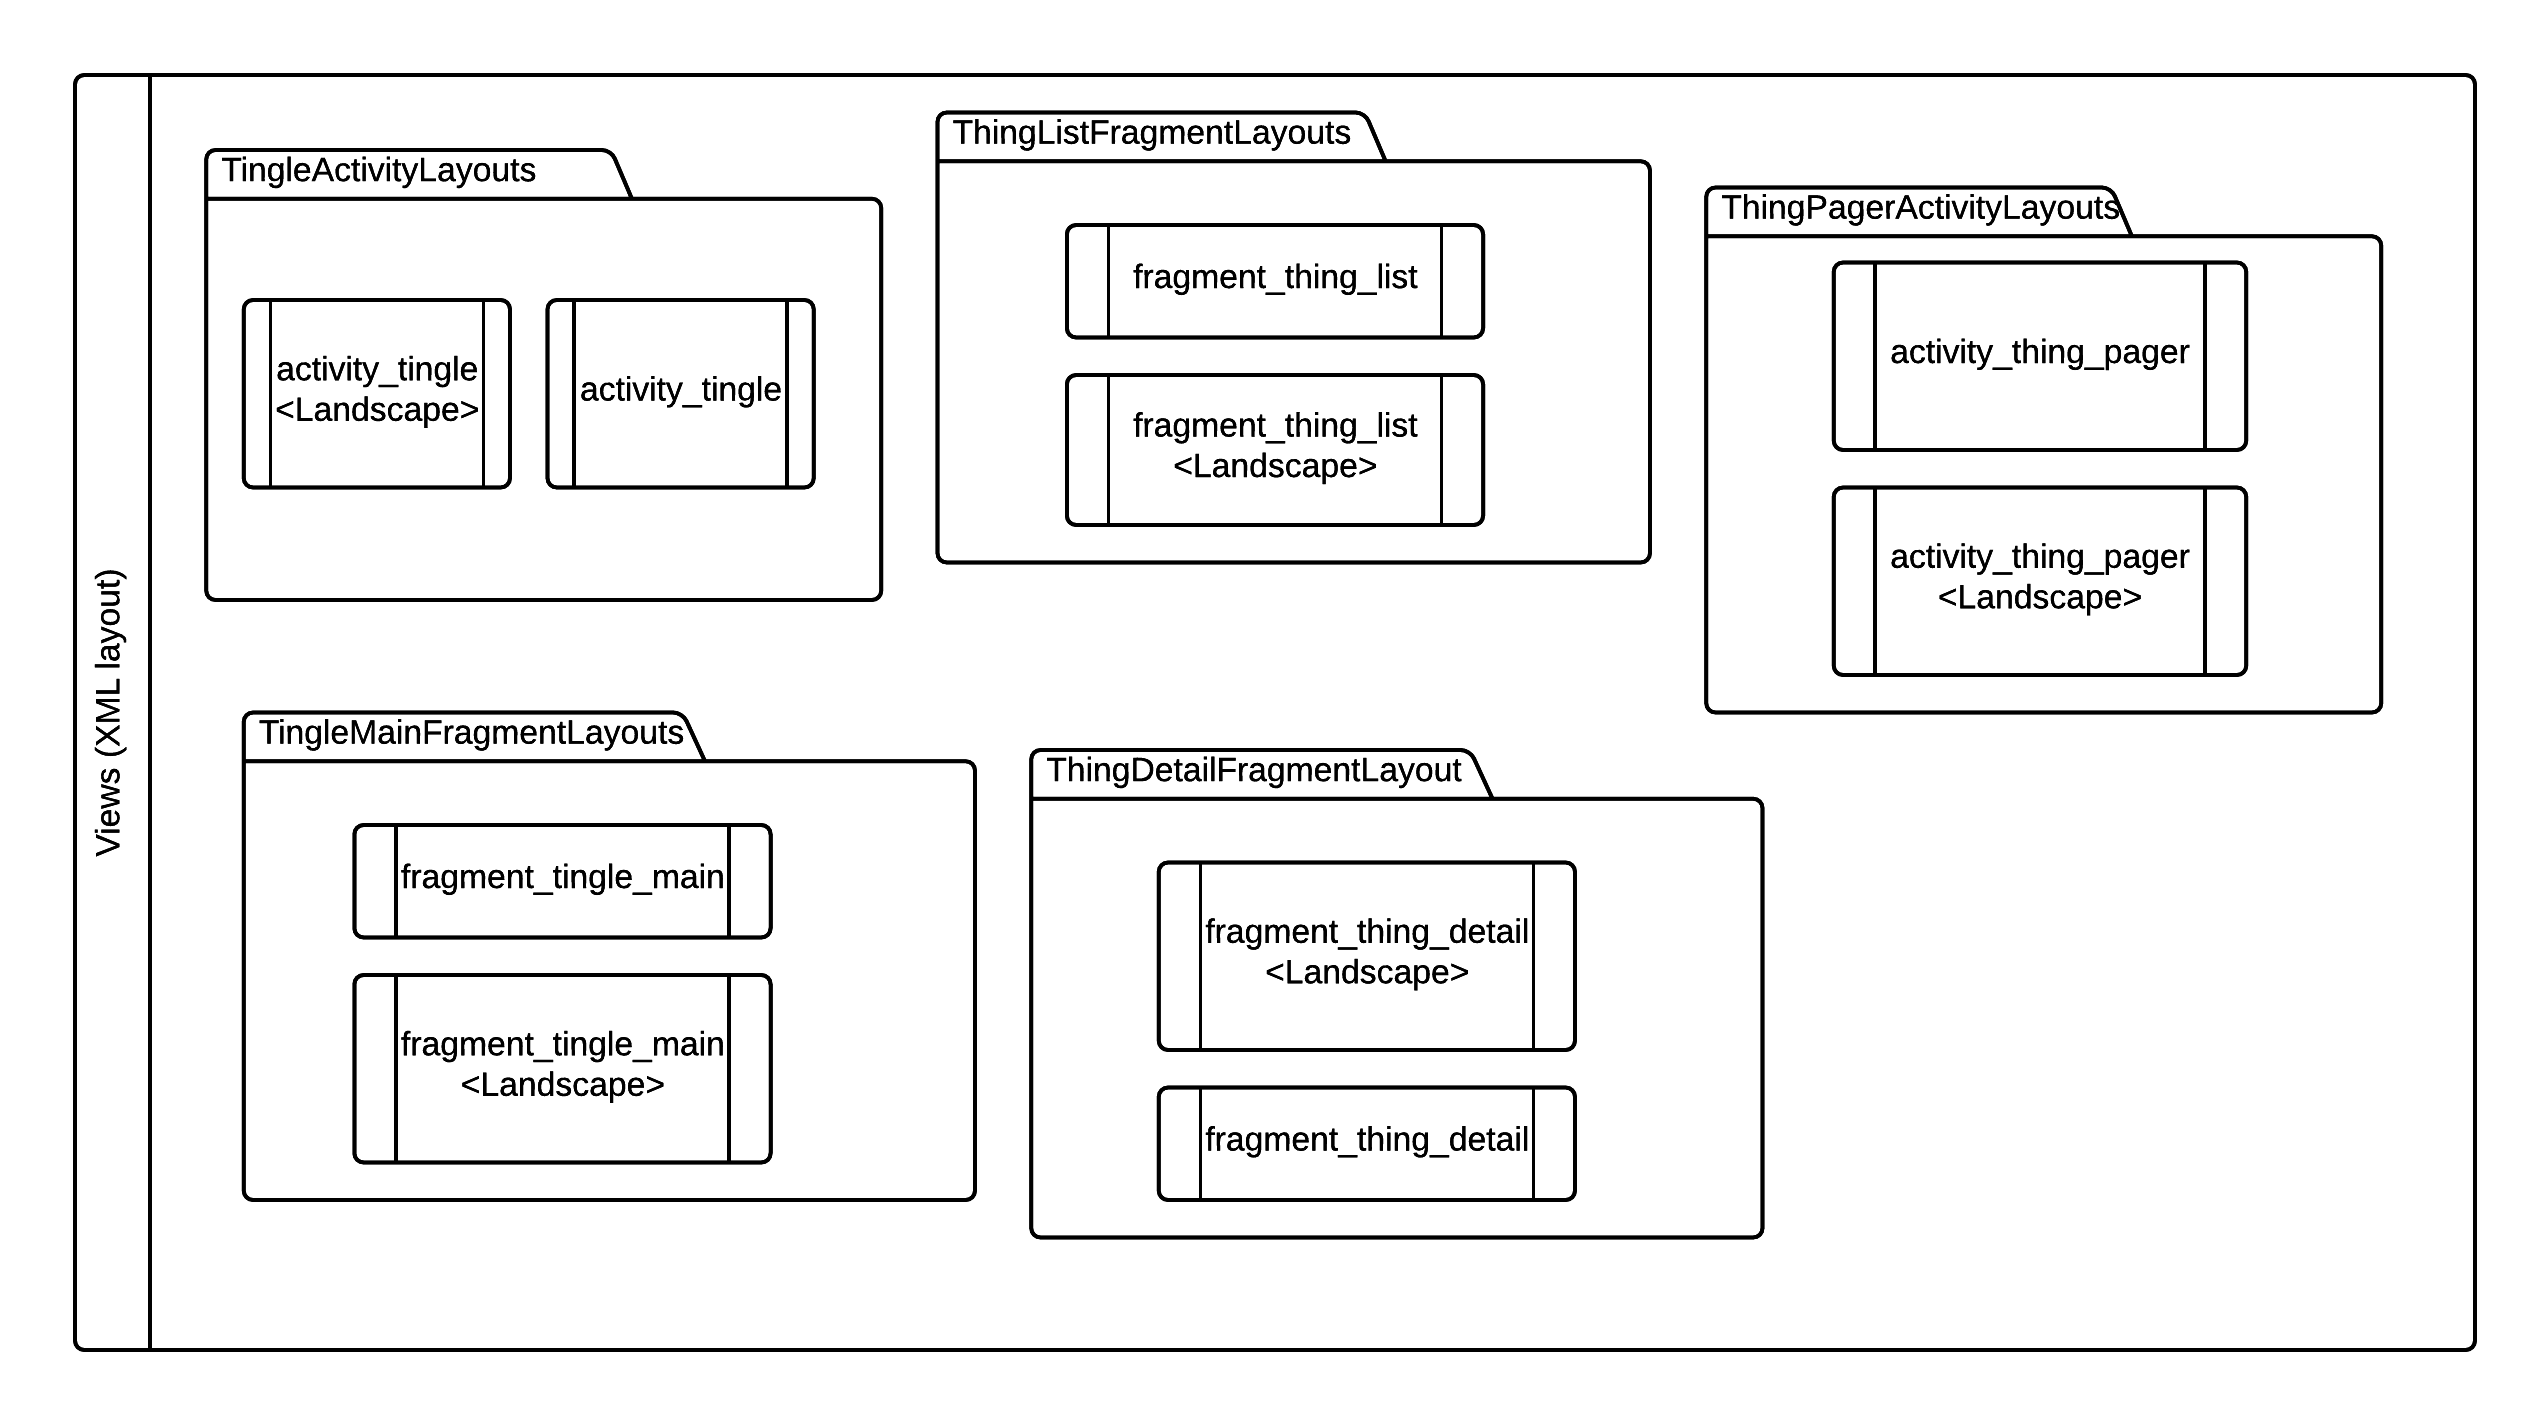 Views (XML layout)
TingleActivityLayouts
activity_tingle
<Landscape>
activity_tingle
ThingListFragmentLayouts
fragment_thing_list
fragment_thing_list
<Landscape>
ThingPagerActivityLayouts
activity_thing_pager
activity_thing_pager
<Landscape>
TingleMainFragmentLayouts
fragment_tingle_main
fragment_tingle_main
<Landscape>
ThingDetailFragmentLayout
fragment_thing_detail
<Landscape>
fragment_thing_detail